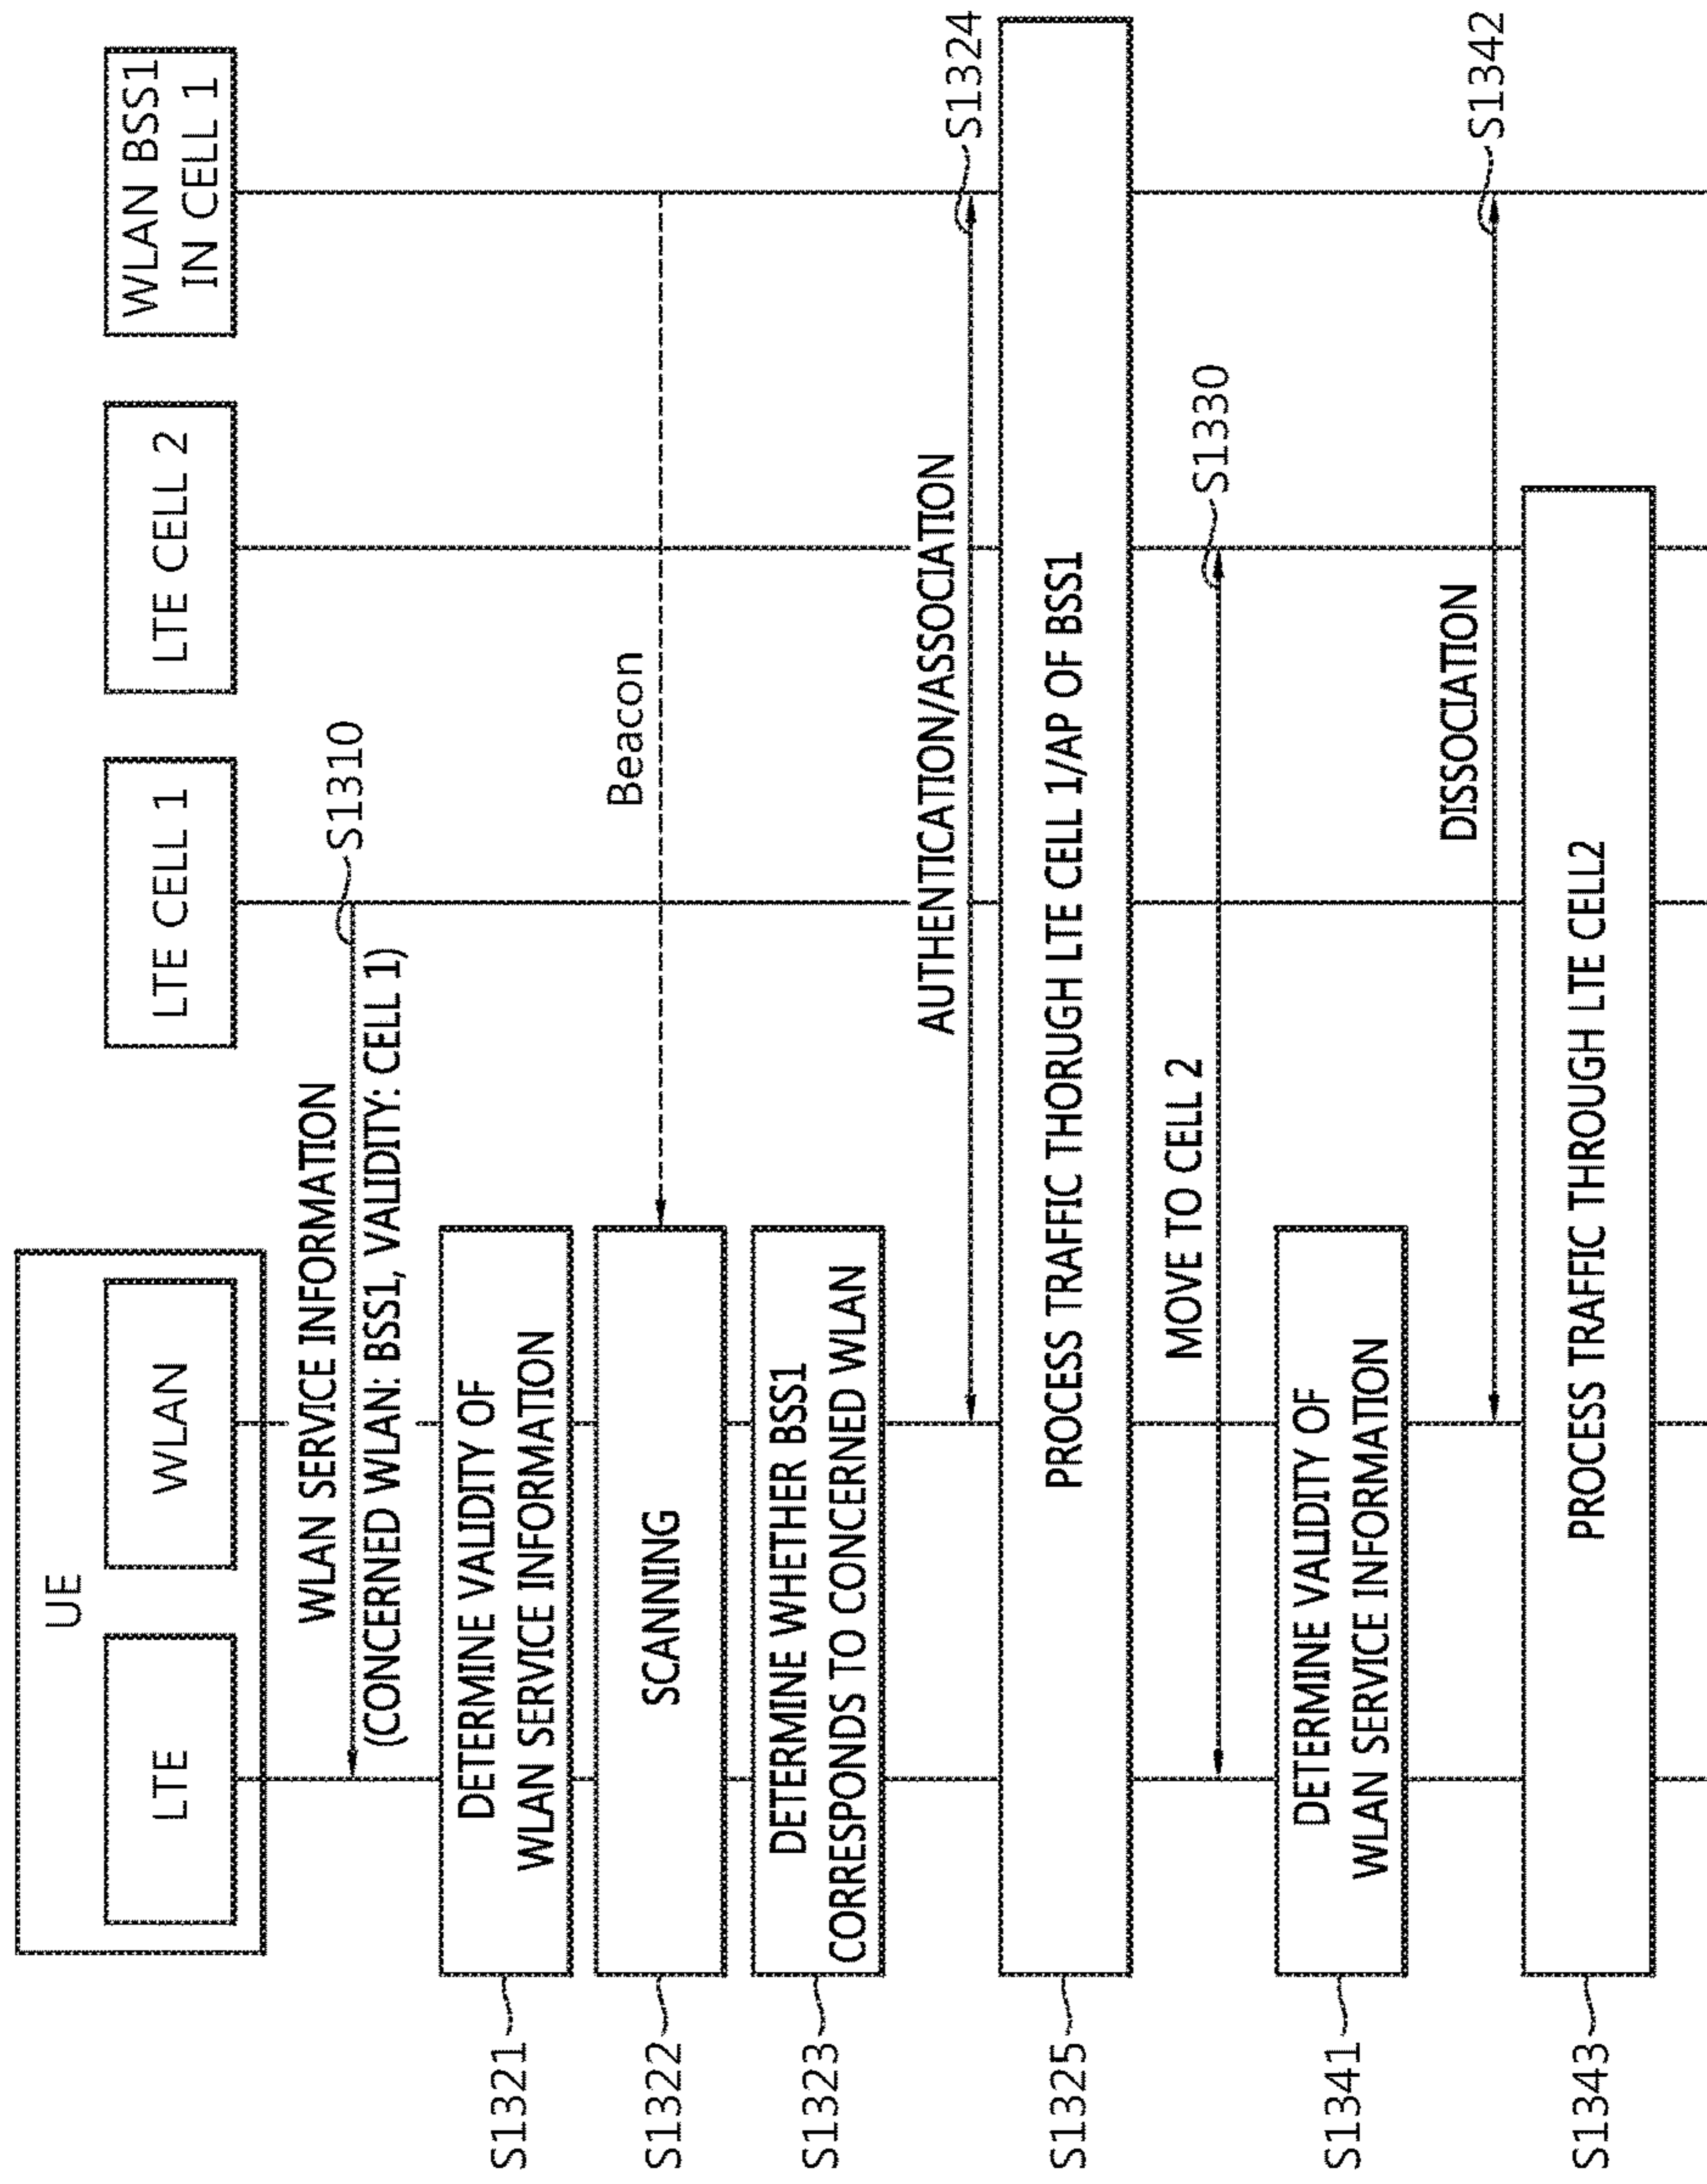 UE
LTE
WLAN
LTE CELL 1
LTE CELL 2
WLAN BSS1
IN CELL 1
WLAN SERVICE INFORMATION
S1310
(CONCERNED WLAN: BSS1, VALIDITY: CELL 1)
S1321
DETERMINE VALIDITY OF
WLAN SERVICE INFORMATION
Beacon
S1322
SCANNING
S1323
DETERMINE WHETHER BSS1
CORRESPONDS TO CONCERNED WLAN
AUTHENTICATION/ASSOCIATION
S1324
S1325
PROCESS TRAFFIC THORUGH LTE CELL 1/AP OF BSS1
MOVE TO CELL 2
S1330
S1341
DETERMINE VALIDITY OF
WLAN SERVICE INFORMATION
DISSOCIATION
S1342
S1343
PROCESS TRAFFIC THROUGH LTE CELL2